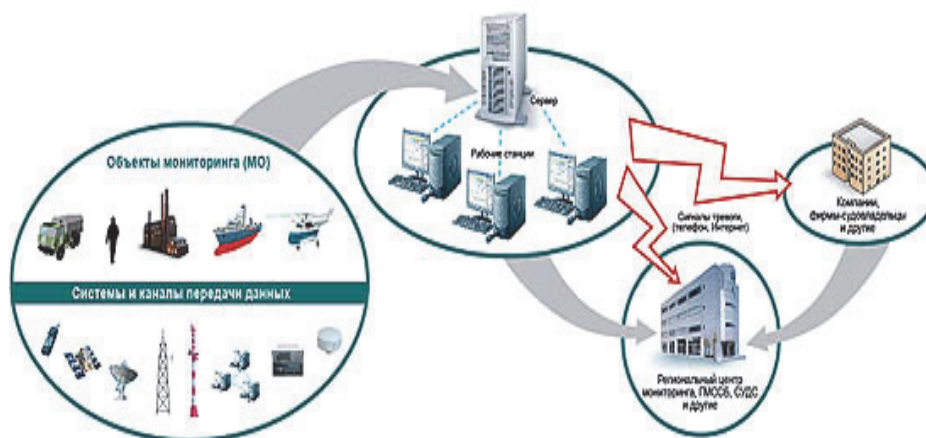 Сервер
Рабочие станции
Объекты мониторинга (МО)
Системы и каналы передачи данных
Сигналы тревоги,
(телефон, Интернет)
Компании,
фирмы-судовладельцы
и другие
Региональный центр
мониторинга, ГМССБ, СУДС
и другие